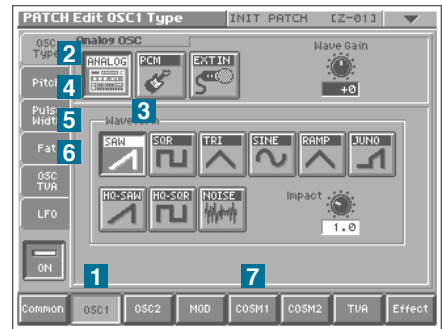 PATCH Edit OSC1 Type INIT PATCH [Z-01]
Analog OSC
OSC Type
Pitch
Pulse Width
Fat
OSC TVA
LFO
ON
2
4
5
6
ANALOG PCM EXT IN
3
Wave Gain
+0
Waveform
SAW SQR TRI SINE RAMP JUNO
HQ-SAW HQ-SQR NOISE
Impact
1.0
1
7
Common OSC1 OSC2 MOD COSM1 COSM2 TVA Effect